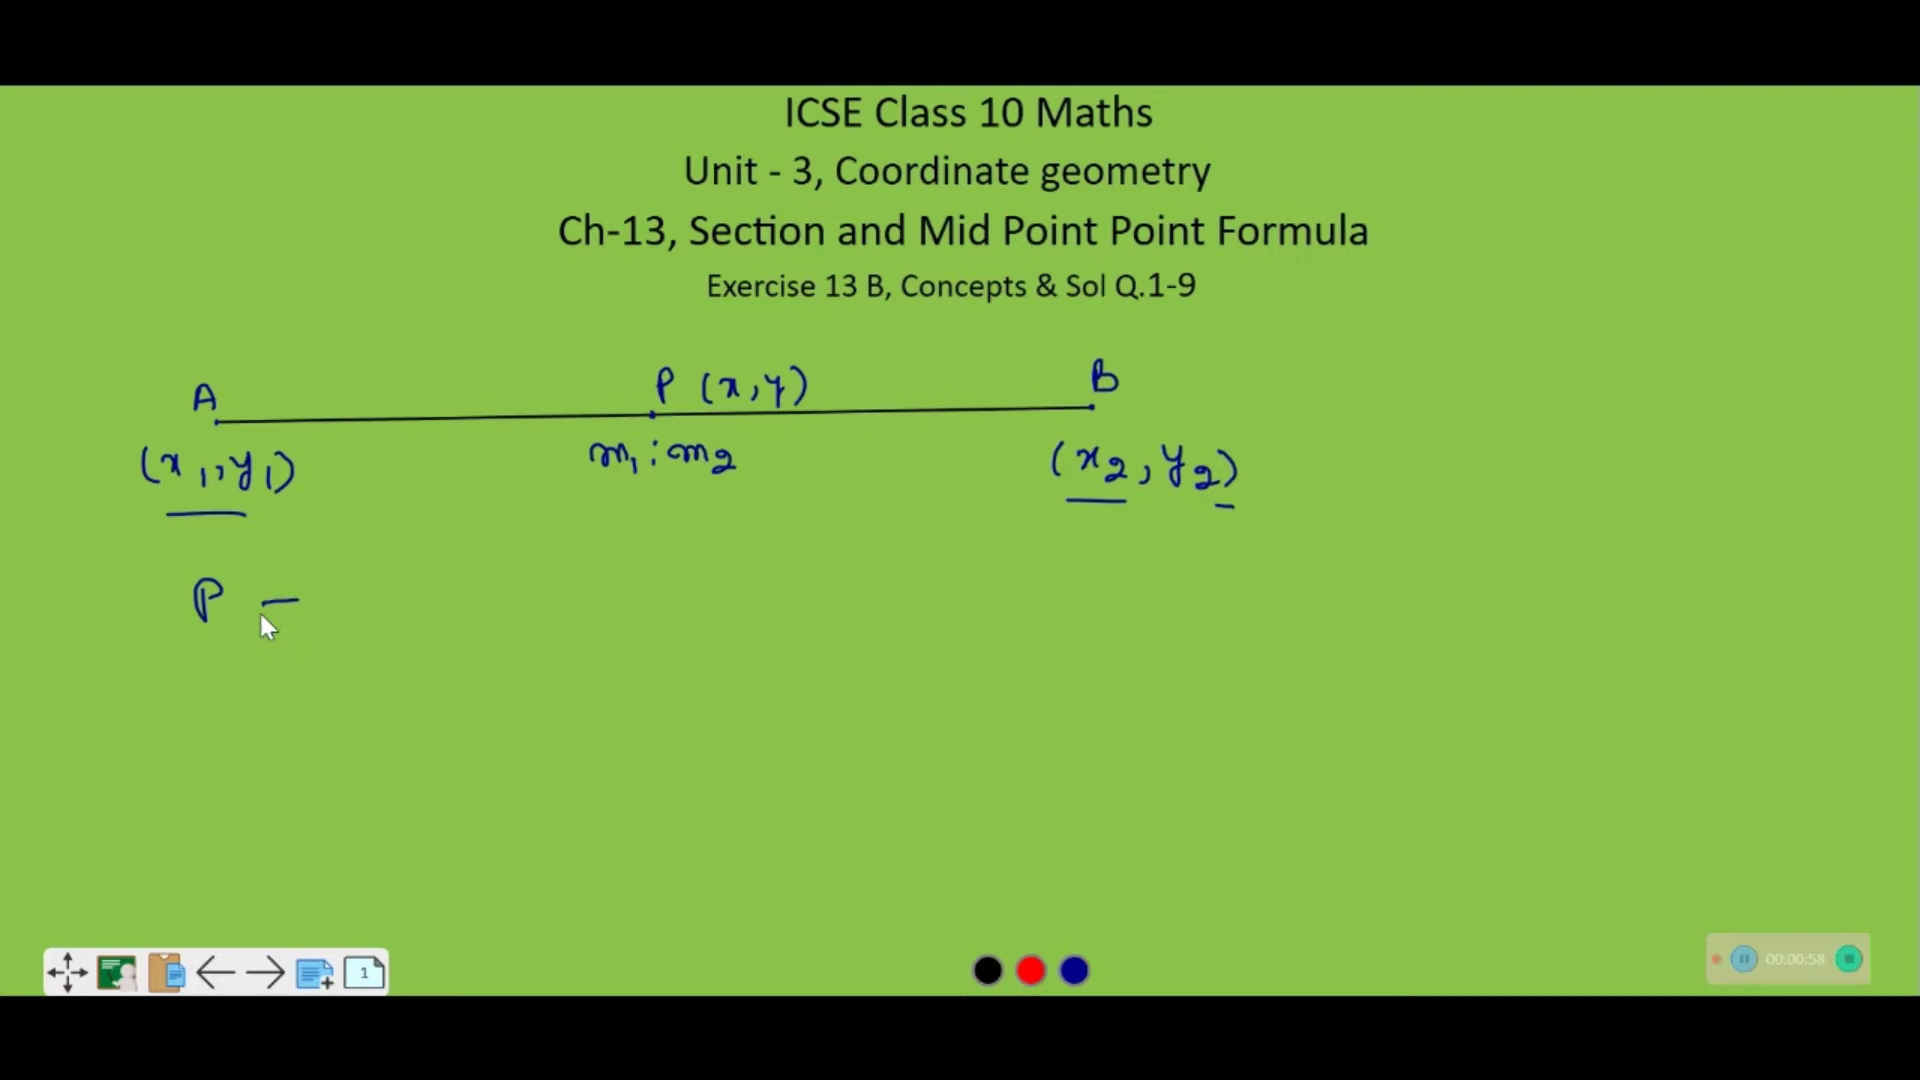 ICSE Class 10 Maths
Unit - 3, Coordinate geometry
Ch-13, Section and Mid Point Point Formula
Exercise 13 B, Concepts & Sol Q.1-9
A P (x,y) B
(x₁,y₁) m₁:m₂ (x₂,y₂)
P –
1
00:00:58